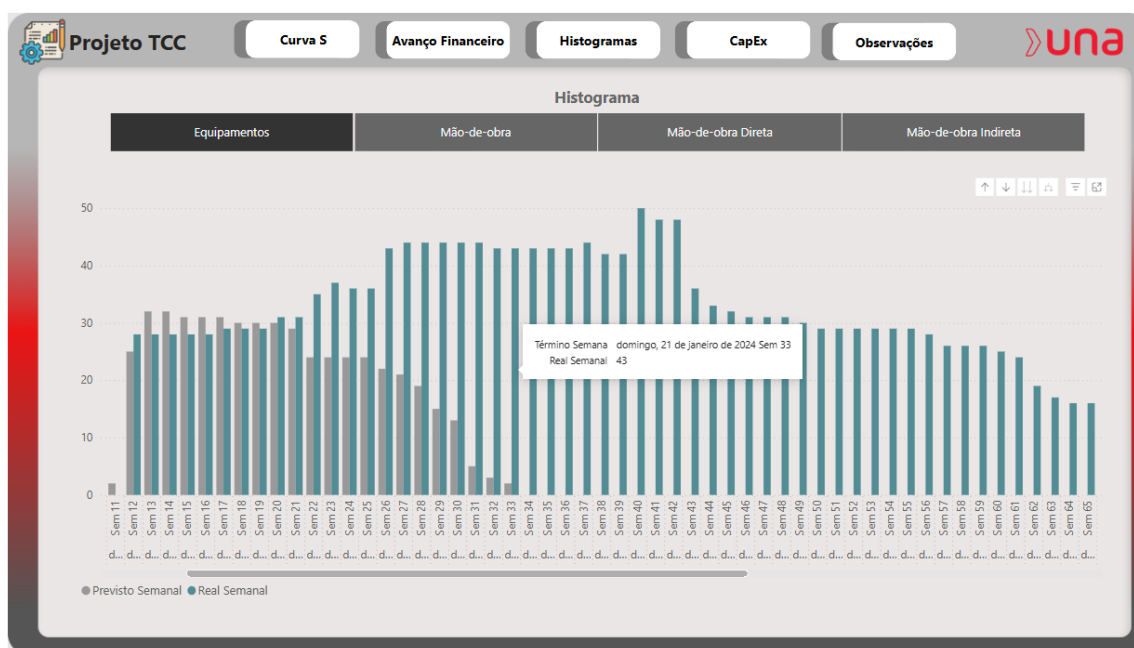 Projeto TCC
Curva S
Avanço Financeiro
Histogramas
CapEx
Observações
una
Histograma
Equipamentos
Mão-de-obra
Mão-de-obra Direta
Mão-de-obra Indireta
50
40
30
20
10
0
Término Semana domingo, 21 de janeiro de 2024 Sem 33
Real Semanal 43
Sem 11 Sem 12 Sem 13 Sem 14 Sem 15 Sem 16 Sem 17 Sem 18 Sem 19 Sem 20 Sem 21 Sem 22 Sem 23 Sem 24 Sem 25 Sem 26 Sem 27 Sem 28 Sem 29 Sem 30 Sem 31 Sem 32 Sem 33 Sem 34 Sem 35 Sem 36 Sem 37 Sem 38 Sem 39 Sem 40 Sem 41 Sem 42 Sem 43 Sem 44 Sem 45 Sem 46 Sem 47 Sem 48 Sem 49 Sem 50 Sem 51 Sem 52 Sem 53 Sem 54 Sem 55 Sem 56 Sem 57 Sem 58 Sem 59 Sem 60 Sem 61 Sem 62 Sem 63 Sem 64 Sem 65
d... d... d... d... d... d... d... d... d... d... d... d... d... d... d... d... d... d... d... d... d... d... d... d... d... d... d... d... d... d... d... d... d... d... d... d... d... d... d... d... d... d... d... d... d... d... d... d... d... d... d... d... d... d... d...
Previsto Semanal Real Semanal